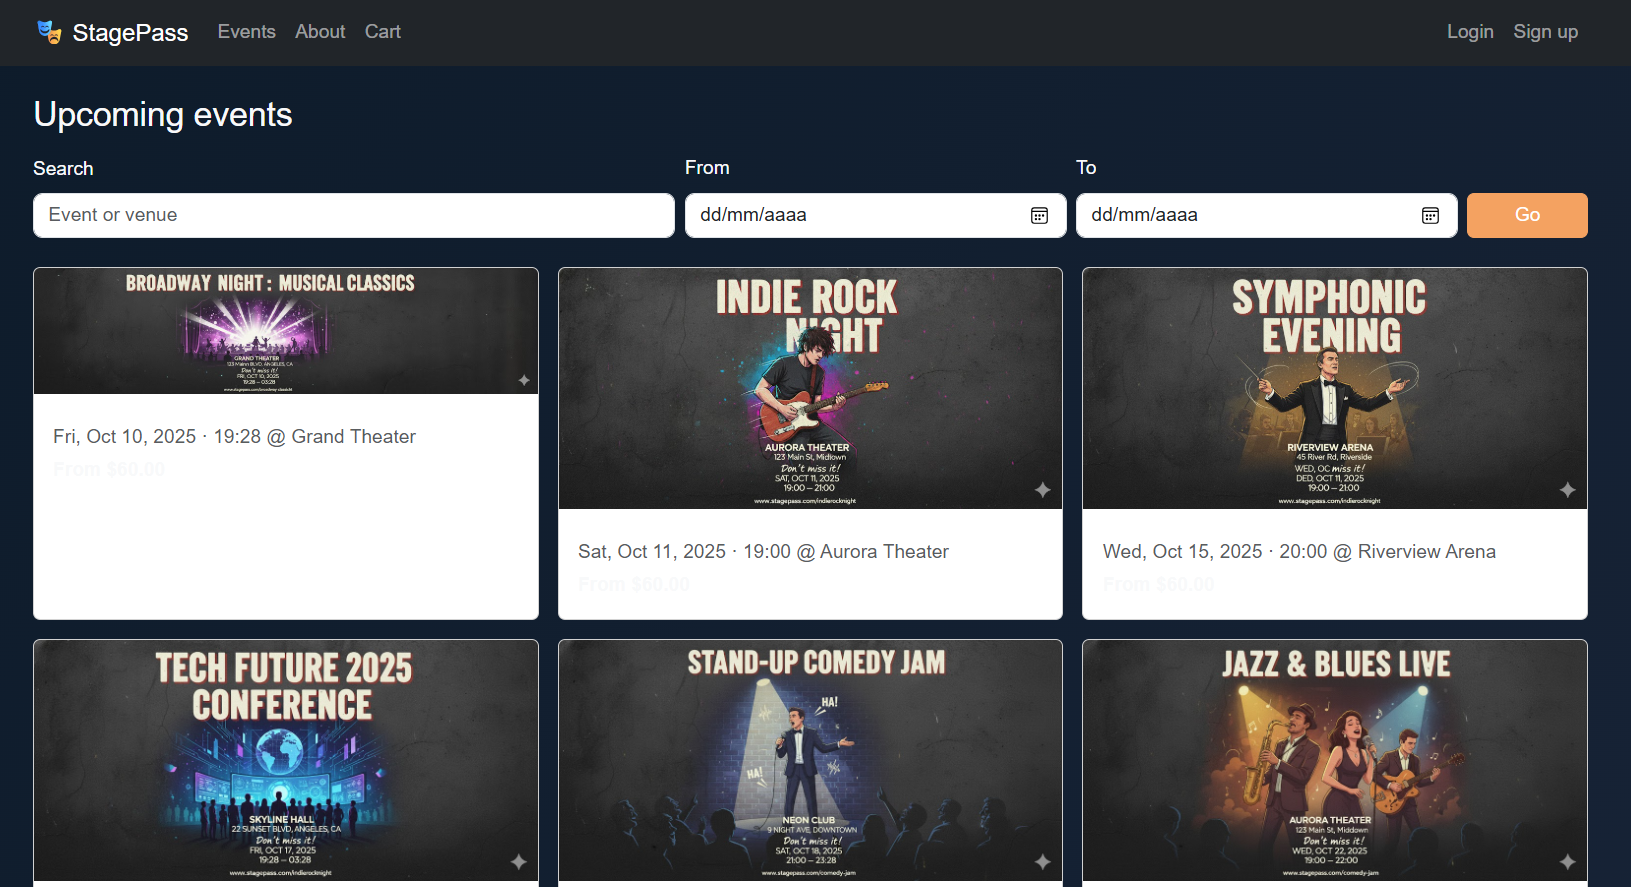 StagePass Events About Cart Login Sign up
Upcoming events
Search From To
Event or venue dd/mm/aaaa dd/mm/aaaa Go
BROADWAY NIGHT : MUSICAL CLASSICS
GRAND THEATER
Don't miss it!
FRI, OCT 10, 2025
19:28 – 03:28
Fri, Oct 10, 2025 · 19:28 @ Grand Theater
From $60.00
INDIE ROCK
NIGHT
AURORA THEATER
123 Main St, Midtown
Don't miss it!
SAT, OCT 11, 2025
19:00 – 21:00
www.stagepass.com/indierocknight
Sat, Oct 11, 2025 · 19:00 @ Aurora Theater
From $60.00
SYMPHONIC
EVENING
RIVERVIEW ARENA
45 River Rd, Riverside
WED, OC miss it!
DED, OCT 11, 2025
19:00 – 21:00
www.stagepass.com/indierocknight
Wed, Oct 15, 2025 · 20:00 @ Riverview Arena
From $60.00
TECH FUTURE 2025
CONFERENCE
SKYLINE HALL
22 SUNSET BLVD, ANGELES, CA
Don't miss it!
FRI, OCT 17, 2025
19:28 – 03:28
www.stagepass.com/indierocknight
STAND-UP COMEDY JAM
HA!
HA!
NEON CLUB
9 NIGHT AVE, DOWNTOWN
Don't miss it!
SAT, OCT 18, 2025
21:00 – 23:28
www.stagepass.com/comedy-jam
JAZZ & BLUES LIVE
AURORA THEATER
123 Main St, Middown
Don't miss it!
WED, OCT 22, 2025
19:00 – 22:00
www.stagepass.com/comedy-jam